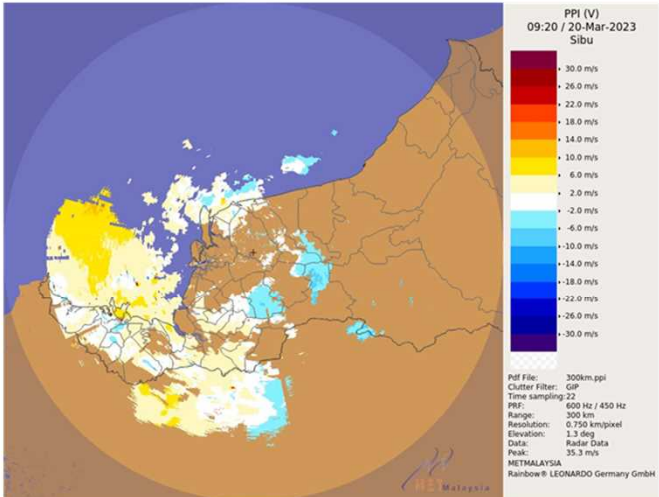 PPI (V)
09:20 / 20-Mar-2023
Sibu
30.0 m/s
26.0 m/s
22.0 m/s
18.0 m/s
14.0 m/s
10.0 m/s
6.0 m/s
2.0 m/s
-2.0 m/s
-6.0 m/s
-10.0 m/s
-14.0 m/s
-18.0 m/s
-22.0 m/s
-26.0 m/s
-30.0 m/s
Pdf File: 300km.ppi
Clutter Filter: GIP
Time sampling: 22
PRF: 600 Hz / 450 Hz
Range: 300 km
Resolution: 0.750 km/pixel
Elevation: 1.3 deg
Data: Radar Data
Peak: 35.3 m/s
METMALAYSIA
Rainbow® LEONARDO Germany GmbH
MET Malaysia